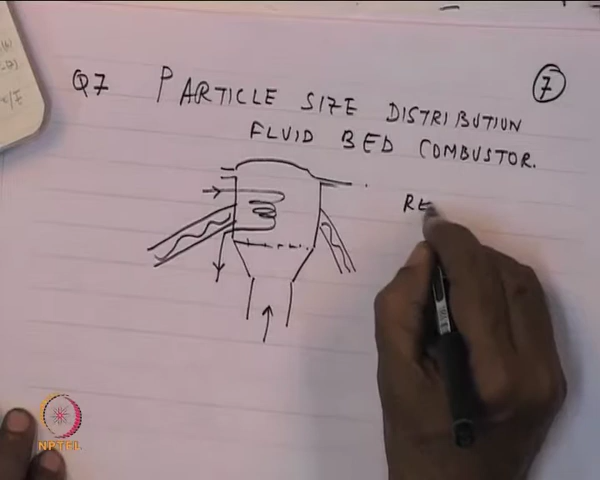 7
Q7 PARTICLE SIZE DISTRIBUTION
FLUID BED COMBUSTOR.
RE
NPTEL